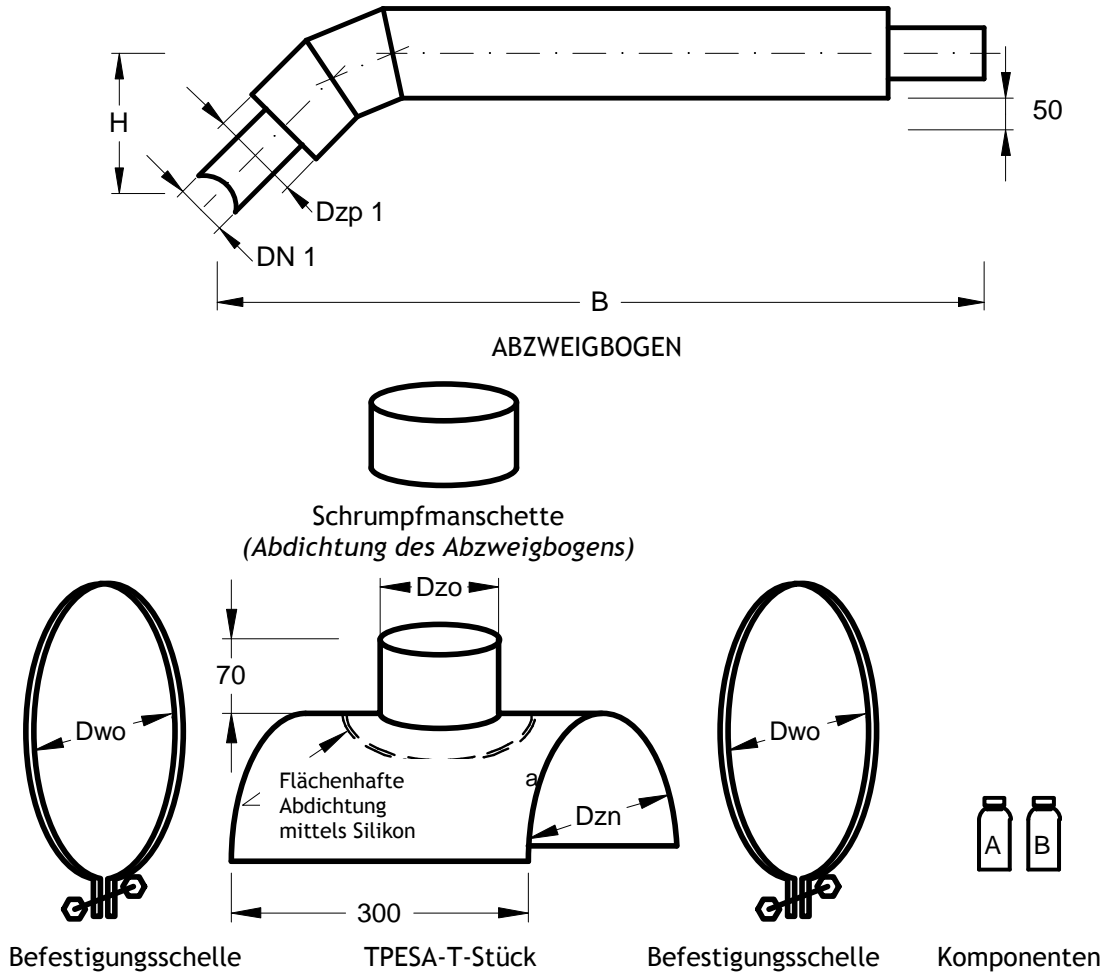 H
50
Dzp 1
DN 1
B
ABZWEIGBOGEN
Schrumpfmanschette
(Abdichtung des Abzweigbogens)
Dzo
70
Dwo
Dwo
Flächenhafte
Abdichtung
mittels Silikon
a
Dzn
A B
300
Befestigungsschelle TPESA-T-Stück Befestigungsschelle Komponenten